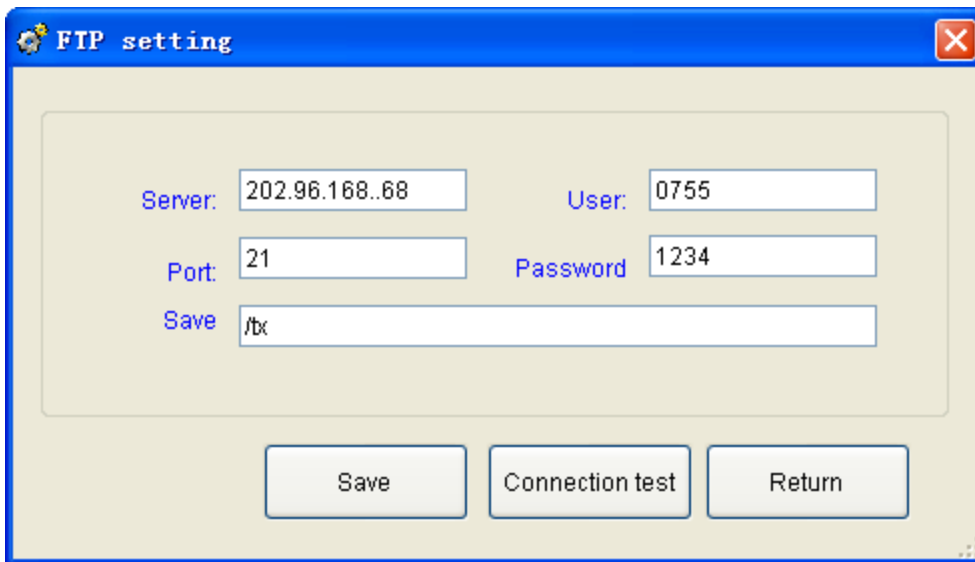 FTP setting
Server: 202.96.168..68 User: 0755
Port: 21 Password 1234
Save /tx
Save Connection test Return